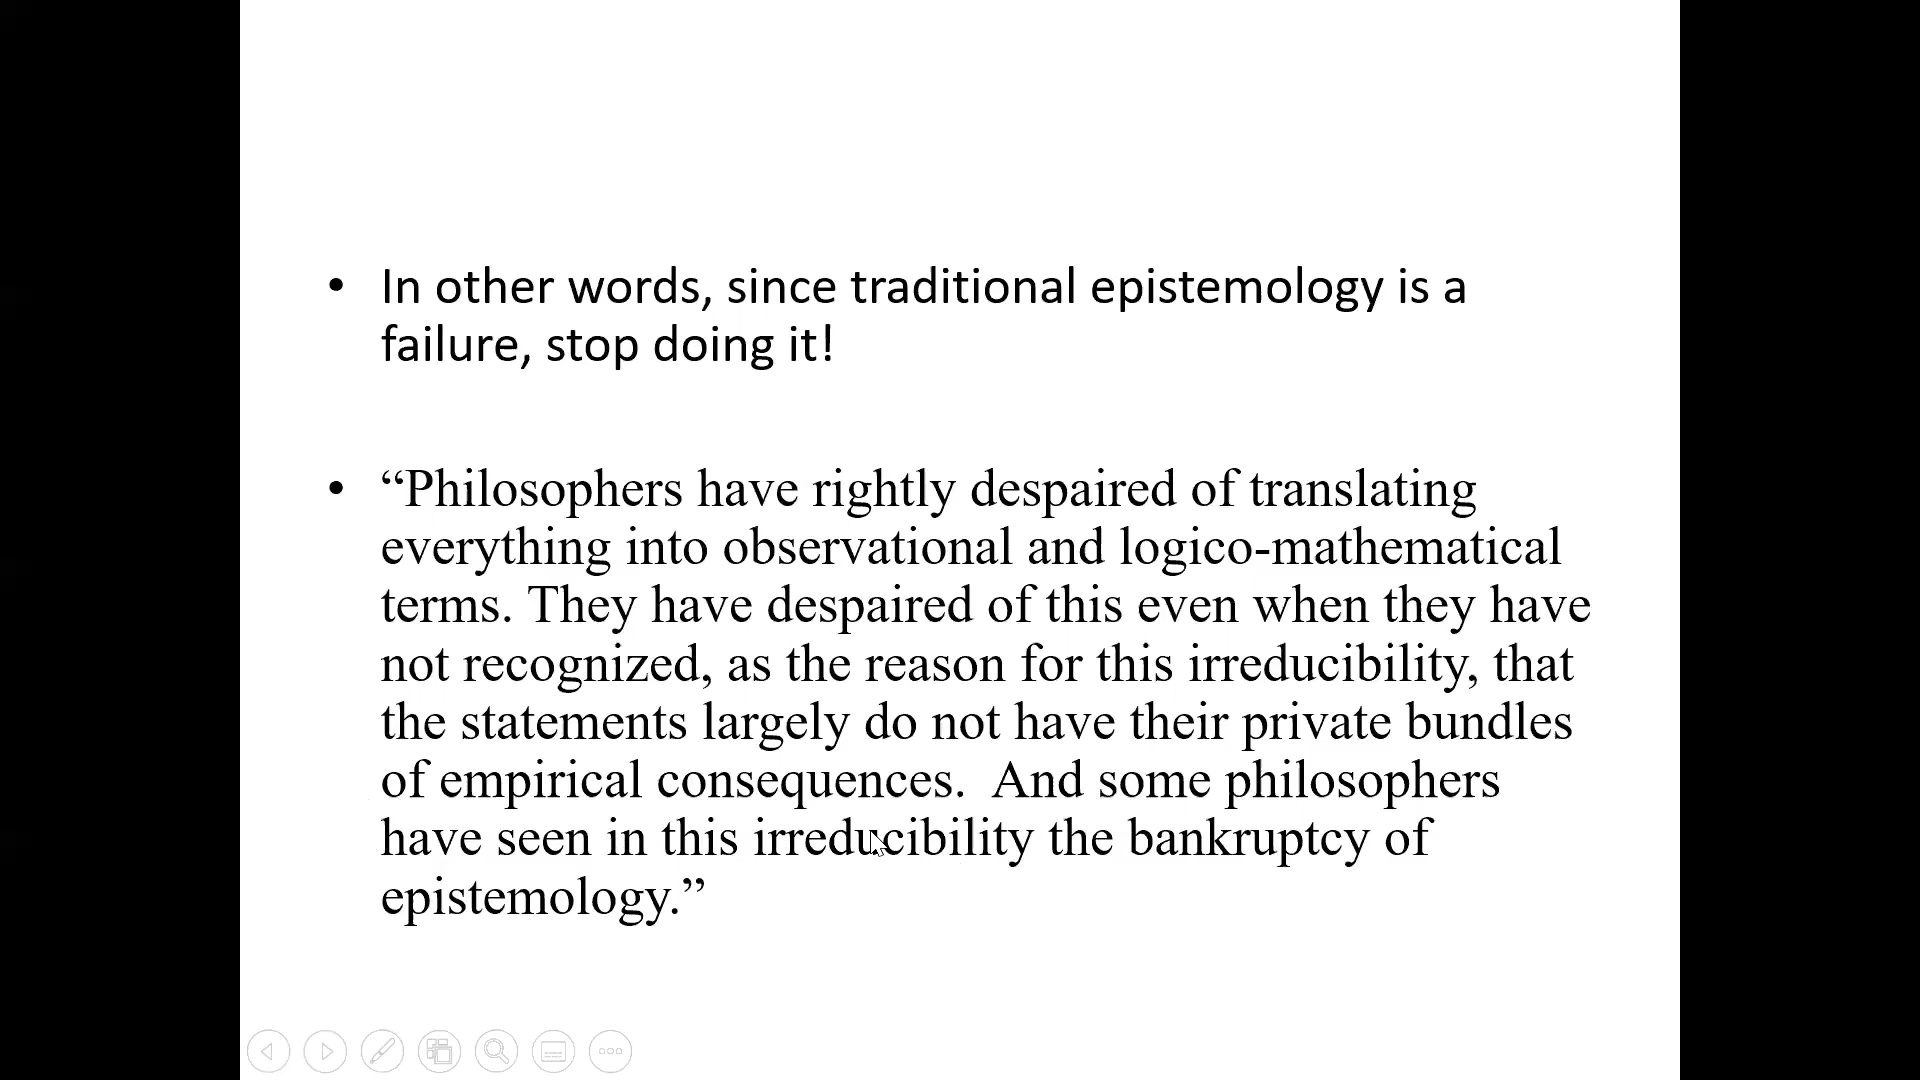 • In other words, since traditional epistemology is a
failure, stop doing it!
• “Philosophers have rightly despaired of translating
everything into observational and logico-mathematical
terms. They have despaired of this even when they have
not recognized, as the reason for this irreducibility, that
the statements largely do not have their private bundles
of empirical consequences.  And some philosophers
have seen in this irreducibility the bankruptcy of
epistemology.”